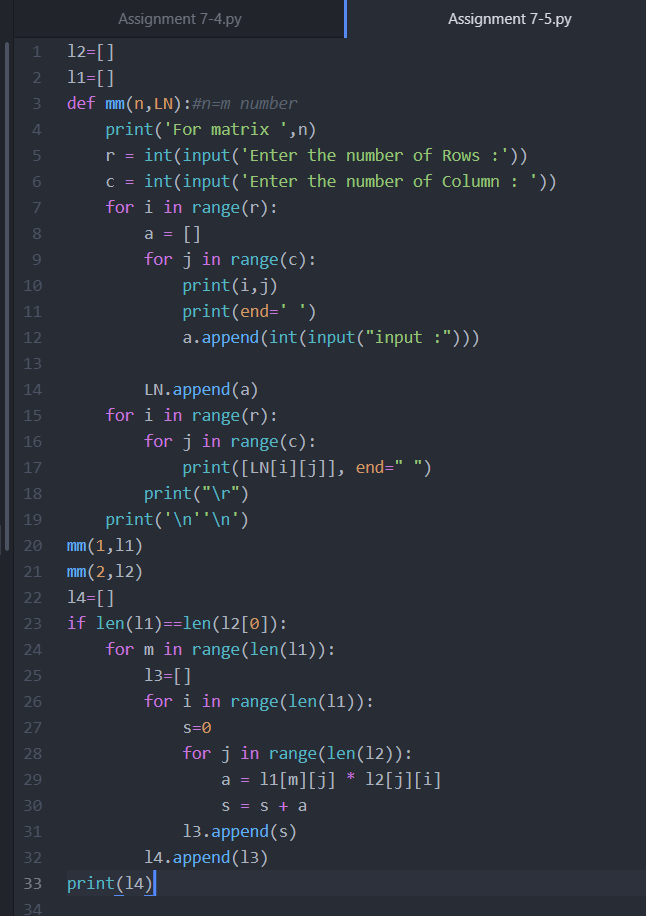 Assignment 7-4.py Assignment 7-5.py
1 l2=[]
2 l1=[]
3 def mm(n,LN):#n=m number
4     print('For matrix ',n)
5     r = int(input('Enter the number of Rows :'))
6     c = int(input('Enter the number of Column : '))
7     for i in range(r):
8         a = []
9         for j in range(c):
10             print(i,j)
11             print(end=' ')
12             a.append(int(input("input :")))
13
14         LN.append(a)
15     for i in range(r):
16         for j in range(c):
17             print([LN[i][j]], end=" ")
18         print("\r")
19     print('\n''\n')
20 mm(1,l1)
21 mm(2,l2)
22 l4=[]
23 if len(l1)==len(l2[0]):
24     for m in range(len(l1)):
25         l3=[]
26         for i in range(len(l1)):
27             s=0
28             for j in range(len(l2)):
29                 a = l1[m][j] * l2[j][i]
30                 s = s + a
31             l3.append(s)
32         l4.append(l3)
33 print(l4)
34